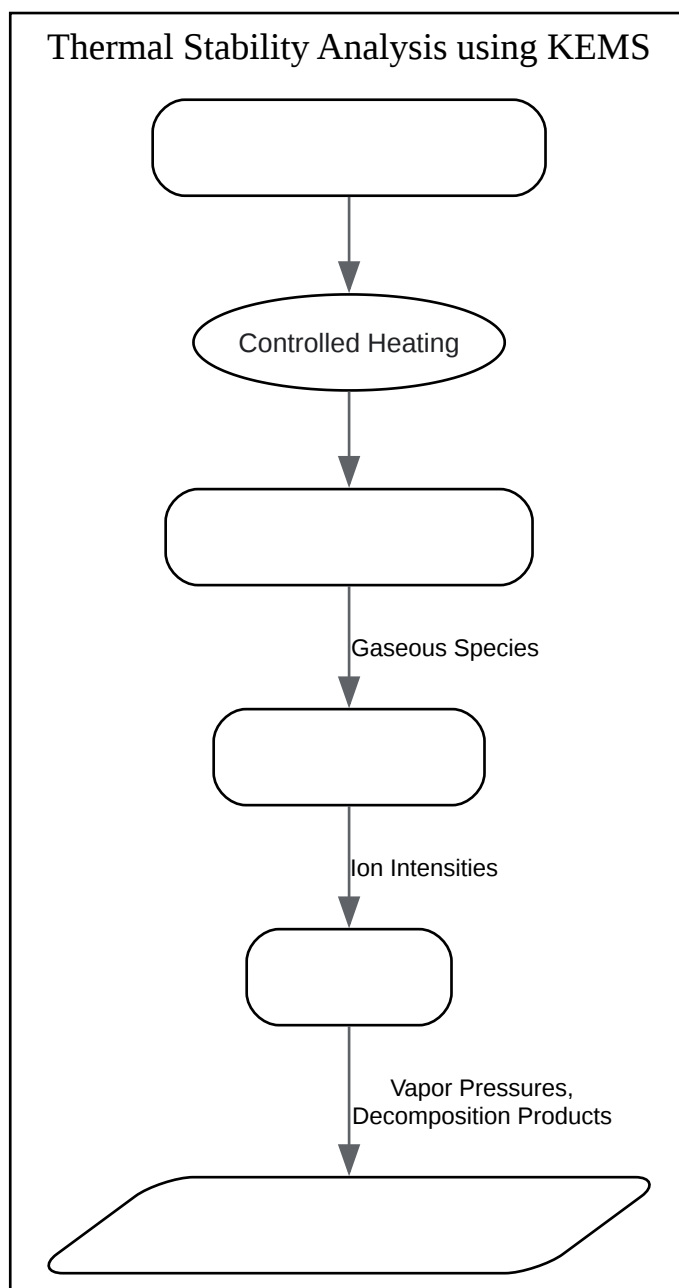 Thermal Stability Analysis using KEMS
Controlled Heating
Gaseous Species
Ion Intensities
Vapor Pressures,
Decomposition Products